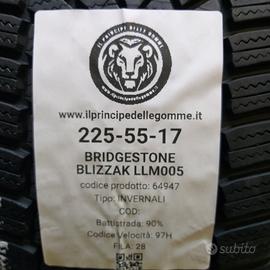 IL PRINCIPE DELLE GOMME
www.ilprincipedellegomme.it
225-55-17
BRIDGESTONE
BLIZZAK LLM005
codice prodotto: 64947
Tipo: INVERNALI
COD:
Battistrada: 90%
Codice Velocità: 97H
FILA: 28
subito